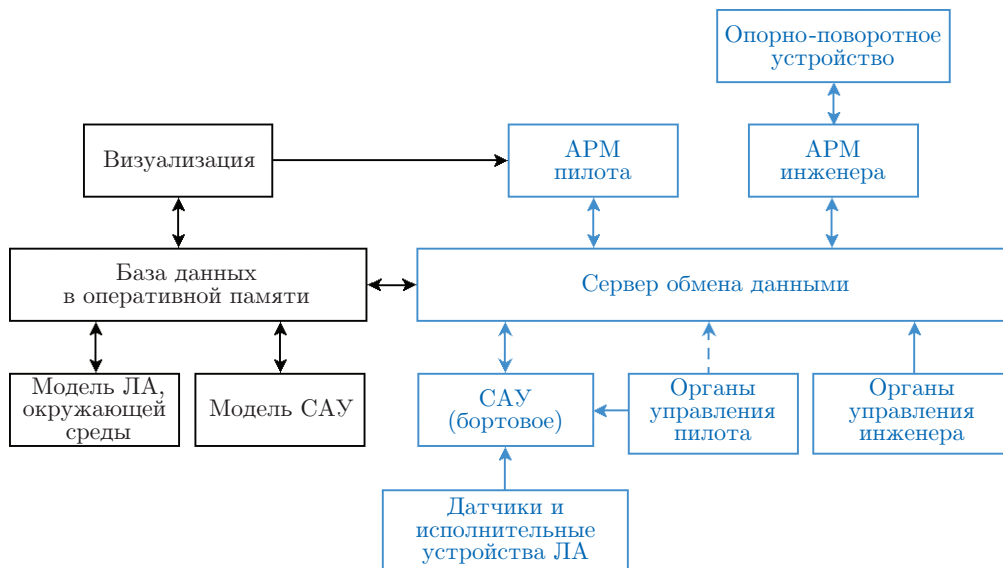 Опорно-поворотное
устройство
Визуализация
АРМ
пилота
АРМ
инженера
База данных
в оперативной памяти
Сервер обмена данными
Модель ЛА,
окружающей
среды
Модель САУ
САУ
(бортовое)
Органы
управления
пилота
Органы
управления
инженера
Датчики и
исполнительные
устройства ЛА